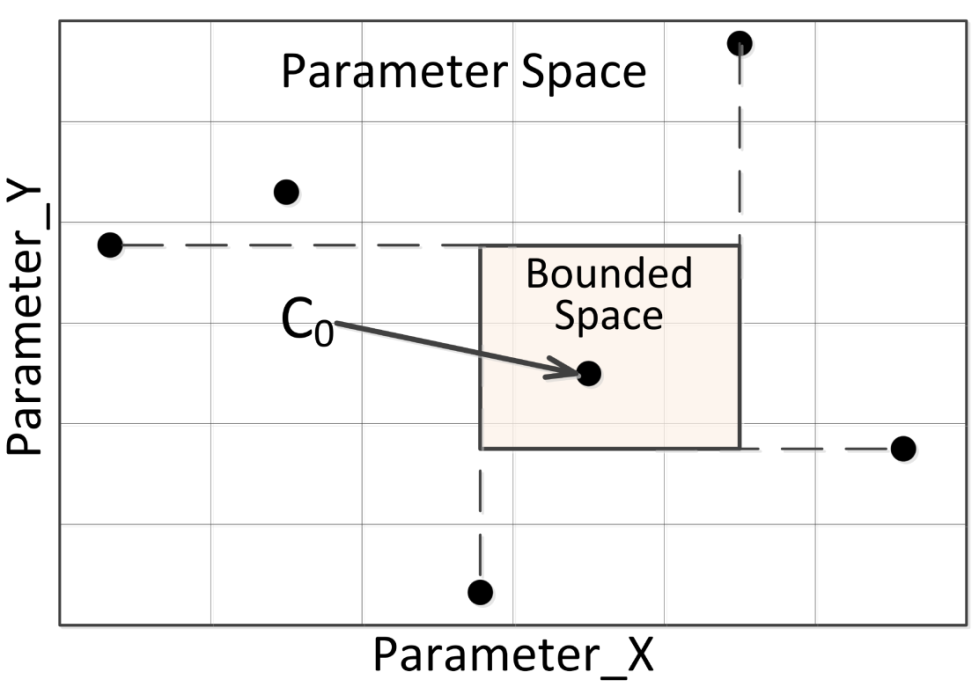 Parameter Space
Parameter_Y
Bounded
Space
C₀
Parameter_X